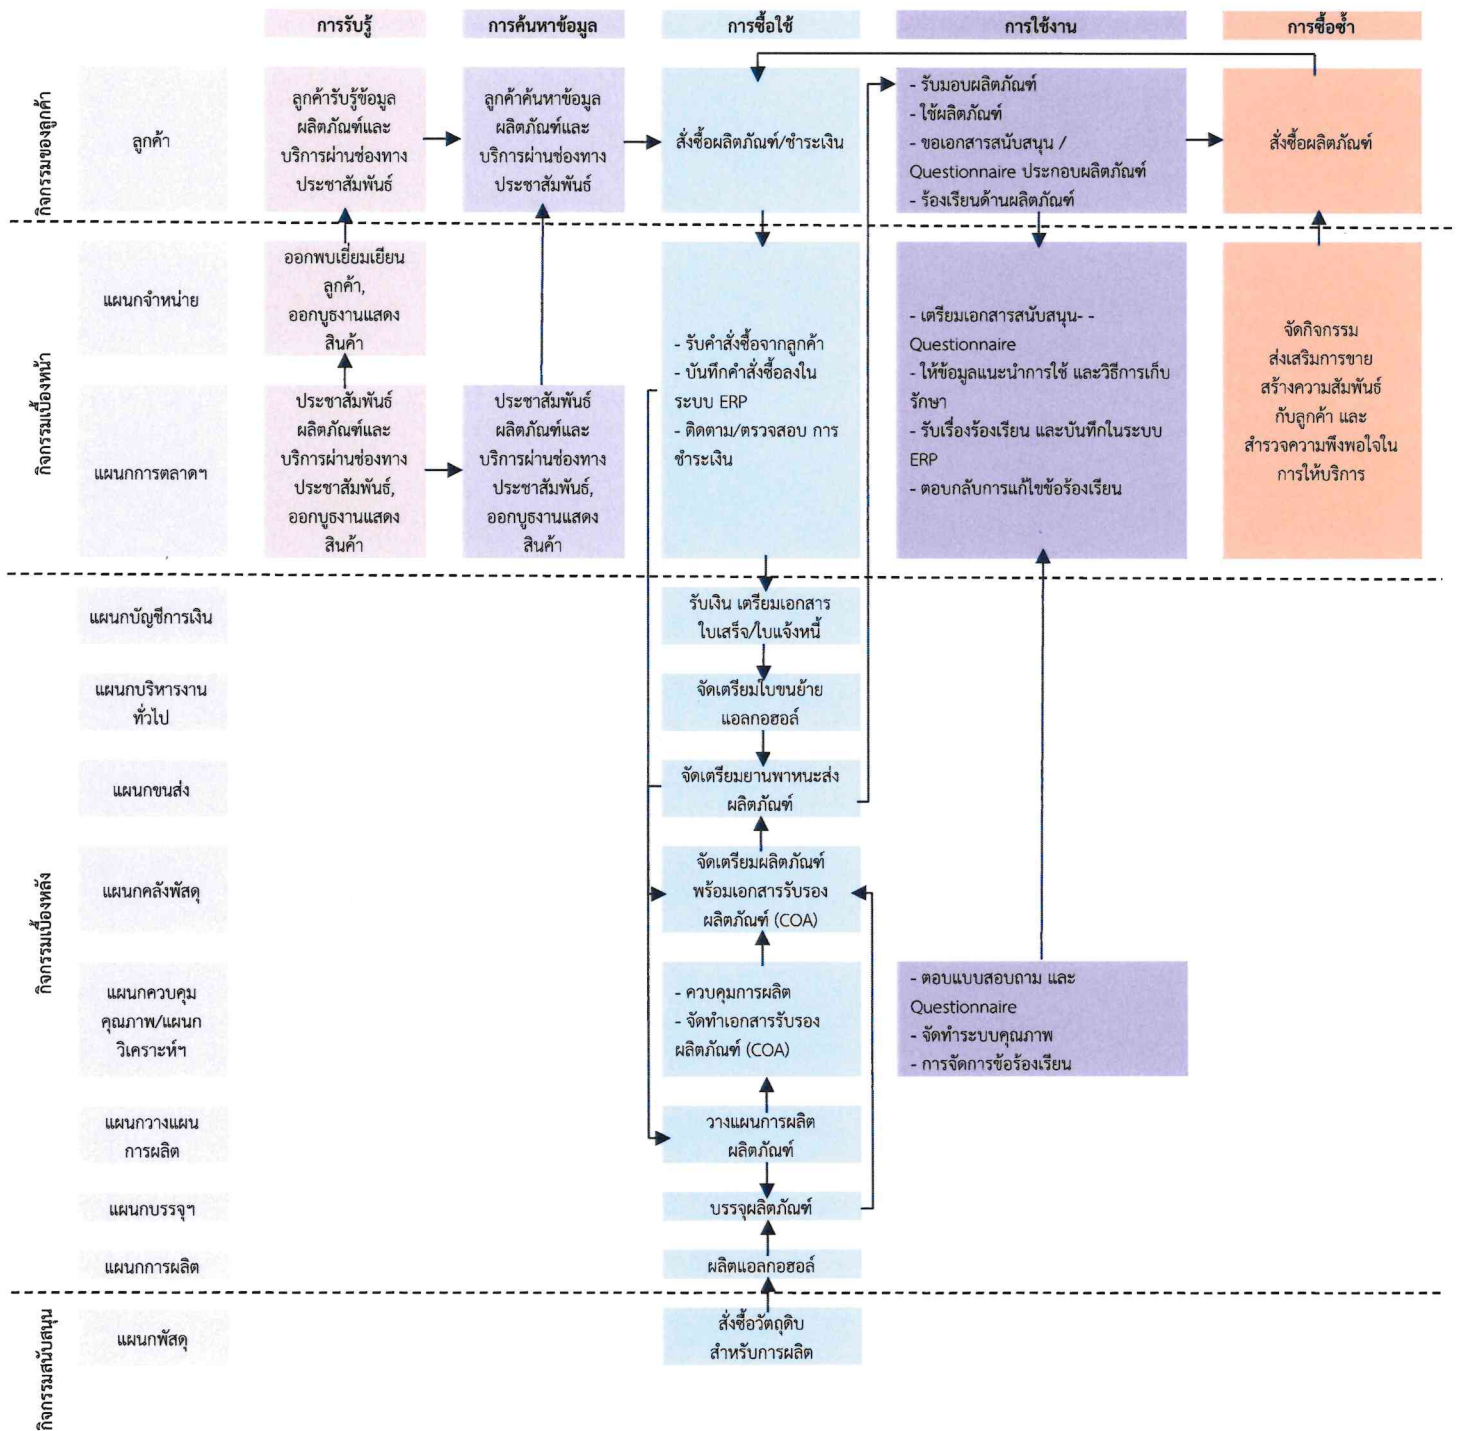 การรับรู้
การค้นหาข้อมูล
การซื้อใช้
การใช้งาน
การซื้อซ้ำ
กิจกรรมของลูกค้า
ลูกค้า
ลูกค้ารับรู้ข้อมูล
ผลิตภัณฑ์และ
บริการผ่านช่องทาง
ประชาสัมพันธ์
ลูกค้าค้นหาข้อมูล
ผลิตภัณฑ์และ
บริการผ่านช่องทาง
ประชาสัมพันธ์
สั่งซื้อผลิตภัณฑ์/ชำระเงิน
- รับมอบผลิตภัณฑ์
- ใช้ผลิตภัณฑ์
- ขอเอกสารสนับสนุน /
Questionnaire ประกอบผลิตภัณฑ์
- ร้องเรียนด้านผลิตภัณฑ์
สั่งซื้อผลิตภัณฑ์
กิจกรรมเบื้องหน้า
แผนกจำหน่าย
ออกพบเยี่ยมเยียน
ลูกค้า,
ออกบูธงานแสดง
สินค้า
แผนกการตลาดฯ
ประชาสัมพันธ์
ผลิตภัณฑ์และ
บริการผ่านช่องทาง
ประชาสัมพันธ์,
ออกบูธงานแสดง
สินค้า
ประชาสัมพันธ์
ผลิตภัณฑ์และ
บริการผ่านช่องทาง
ประชาสัมพันธ์,
ออกบูธงานแสดง
สินค้า
- รับคำสั่งซื้อจากลูกค้า
- บันทึกคำสั่งซื้อลงใน
ระบบ ERP
- ติดตาม/ตรวจสอบ การ
ชำระเงิน
- เตรียมเอกสารสนับสนุน- -
Questionnaire
- ให้ข้อมูลแนะนำการใช้ และวิธีการเก็บ
รักษา
- รับเรื่องร้องเรียน และบันทึกในระบบ
ERP
- ตอบกลับการแก้ไขข้อร้องเรียน
จัดกิจกรรม
ส่งเสริมการขาย
สร้างความสัมพันธ์
กับลูกค้า และ
สำรวจความพึงพอใจใน
การให้บริการ
กิจกรรมเบื้องหลัง
แผนกบัญชีการเงิน
รับเงิน เตรียมเอกสาร
ใบเสร็จ/ใบแจ้งหนี้
แผนกบริหารงาน
ทั่วไป
จัดเตรียมใบขนย้าย
แอลกอฮอล์
แผนกขนส่ง
จัดเตรียมยานพาหนะส่ง
ผลิตภัณฑ์
แผนกคลังพัสดุ
จัดเตรียมผลิตภัณฑ์
พร้อมเอกสารรับรอง
ผลิตภัณฑ์ (COA)
แผนกควบคุม
คุณภาพ/แผนก
วิเคราะห์ฯ
- ควบคุมการผลิต
- จัดทำเอกสารรับรอง
ผลิตภัณฑ์ (COA)
- ตอบแบบสอบถาม และ
Questionnaire
- จัดทำระบบคุณภาพ
- การจัดการข้อร้องเรียน
แผนกวางแผน
การผลิต
วางแผนการผลิต
ผลิตภัณฑ์
แผนกบรรจุฯ
บรรจุผลิตภัณฑ์
แผนกการผลิต
ผลิตแอลกอฮอล์
กิจกรรมสนับสนุน
แผนกพัสดุ
สั่งซื้อวัตถุดิบ
สำหรับการผลิต